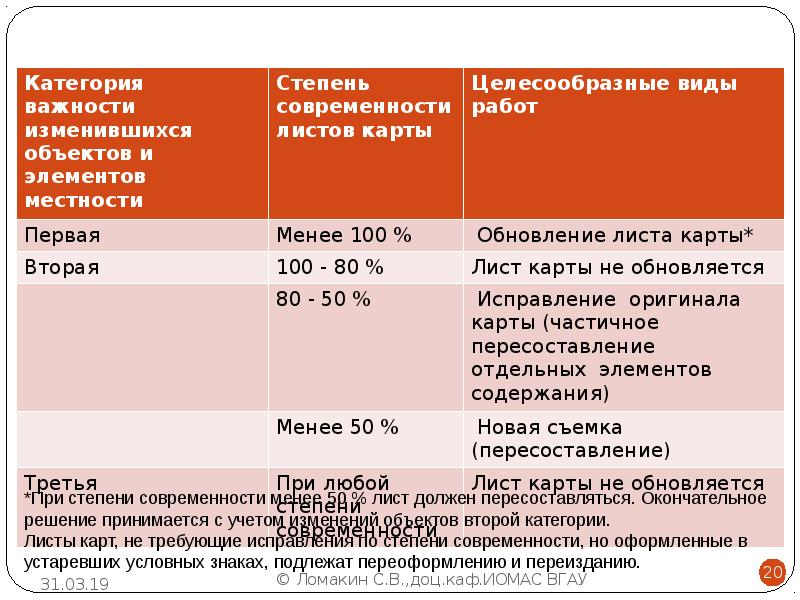 Категория
важности
изменившихся
объектов и
элементов
местности
Степень
современности
листов карты
Целесообразные виды
работ
Первая
Менее 100 %
Обновление листа карты*
Вторая
100 - 80 %
Лист карты не обновляется
80 - 50 %
Исправление оригинала
карты (частичное
пересоставление
отдельных элементов
содержания)
Менее 50 %
Новая съемка
(пересоставление)
Третья
При любой
степени
современности
Лист карты не обновляется
*При степени современности менее 50 % лист должен пересоставляться. Окончательное
решение принимается с учетом изменений объектов второй категории.
Листы карт, не требующие исправления по степени современности, но оформленные в
устаревших условных знаках, подлежат переоформлению и переизданию.
31.03.19
© Ломакин С.В.,доц.каф.ИОМАС ВГАУ
20